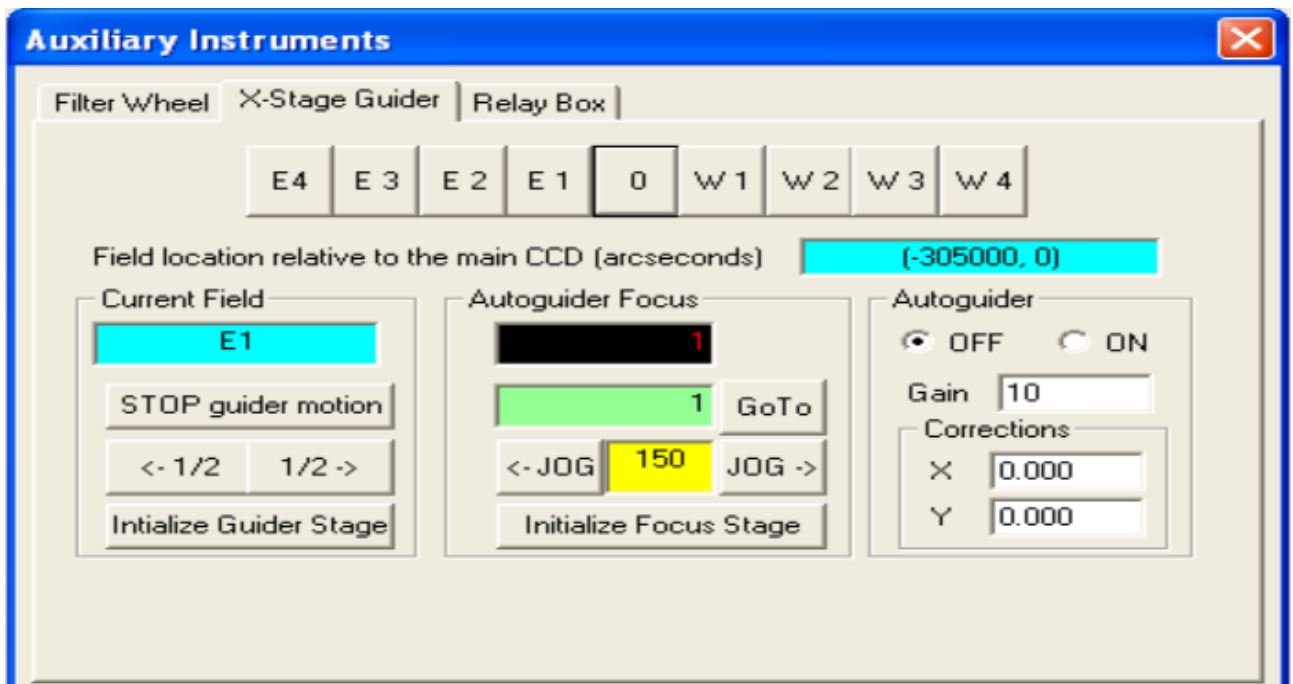 Auxiliary Instruments
Filter Wheel X-Stage Guider Relay Box
E4 E 3 E 2 E 1 0 W 1 W 2 W 3 W 4
Field location relative to the main CCD (arcseconds) (-305000, 0)
Current Field
E1
STOP guider motion
<- 1/2 1/2 ->
Intialize Guider Stage
Autoguider Focus
1
1 GoTo
<- JOG 150 JOG ->
Initialize Focus Stage
Autoguider
OFF ON
Gain 10
Corrections
X 0.000
Y 0.000